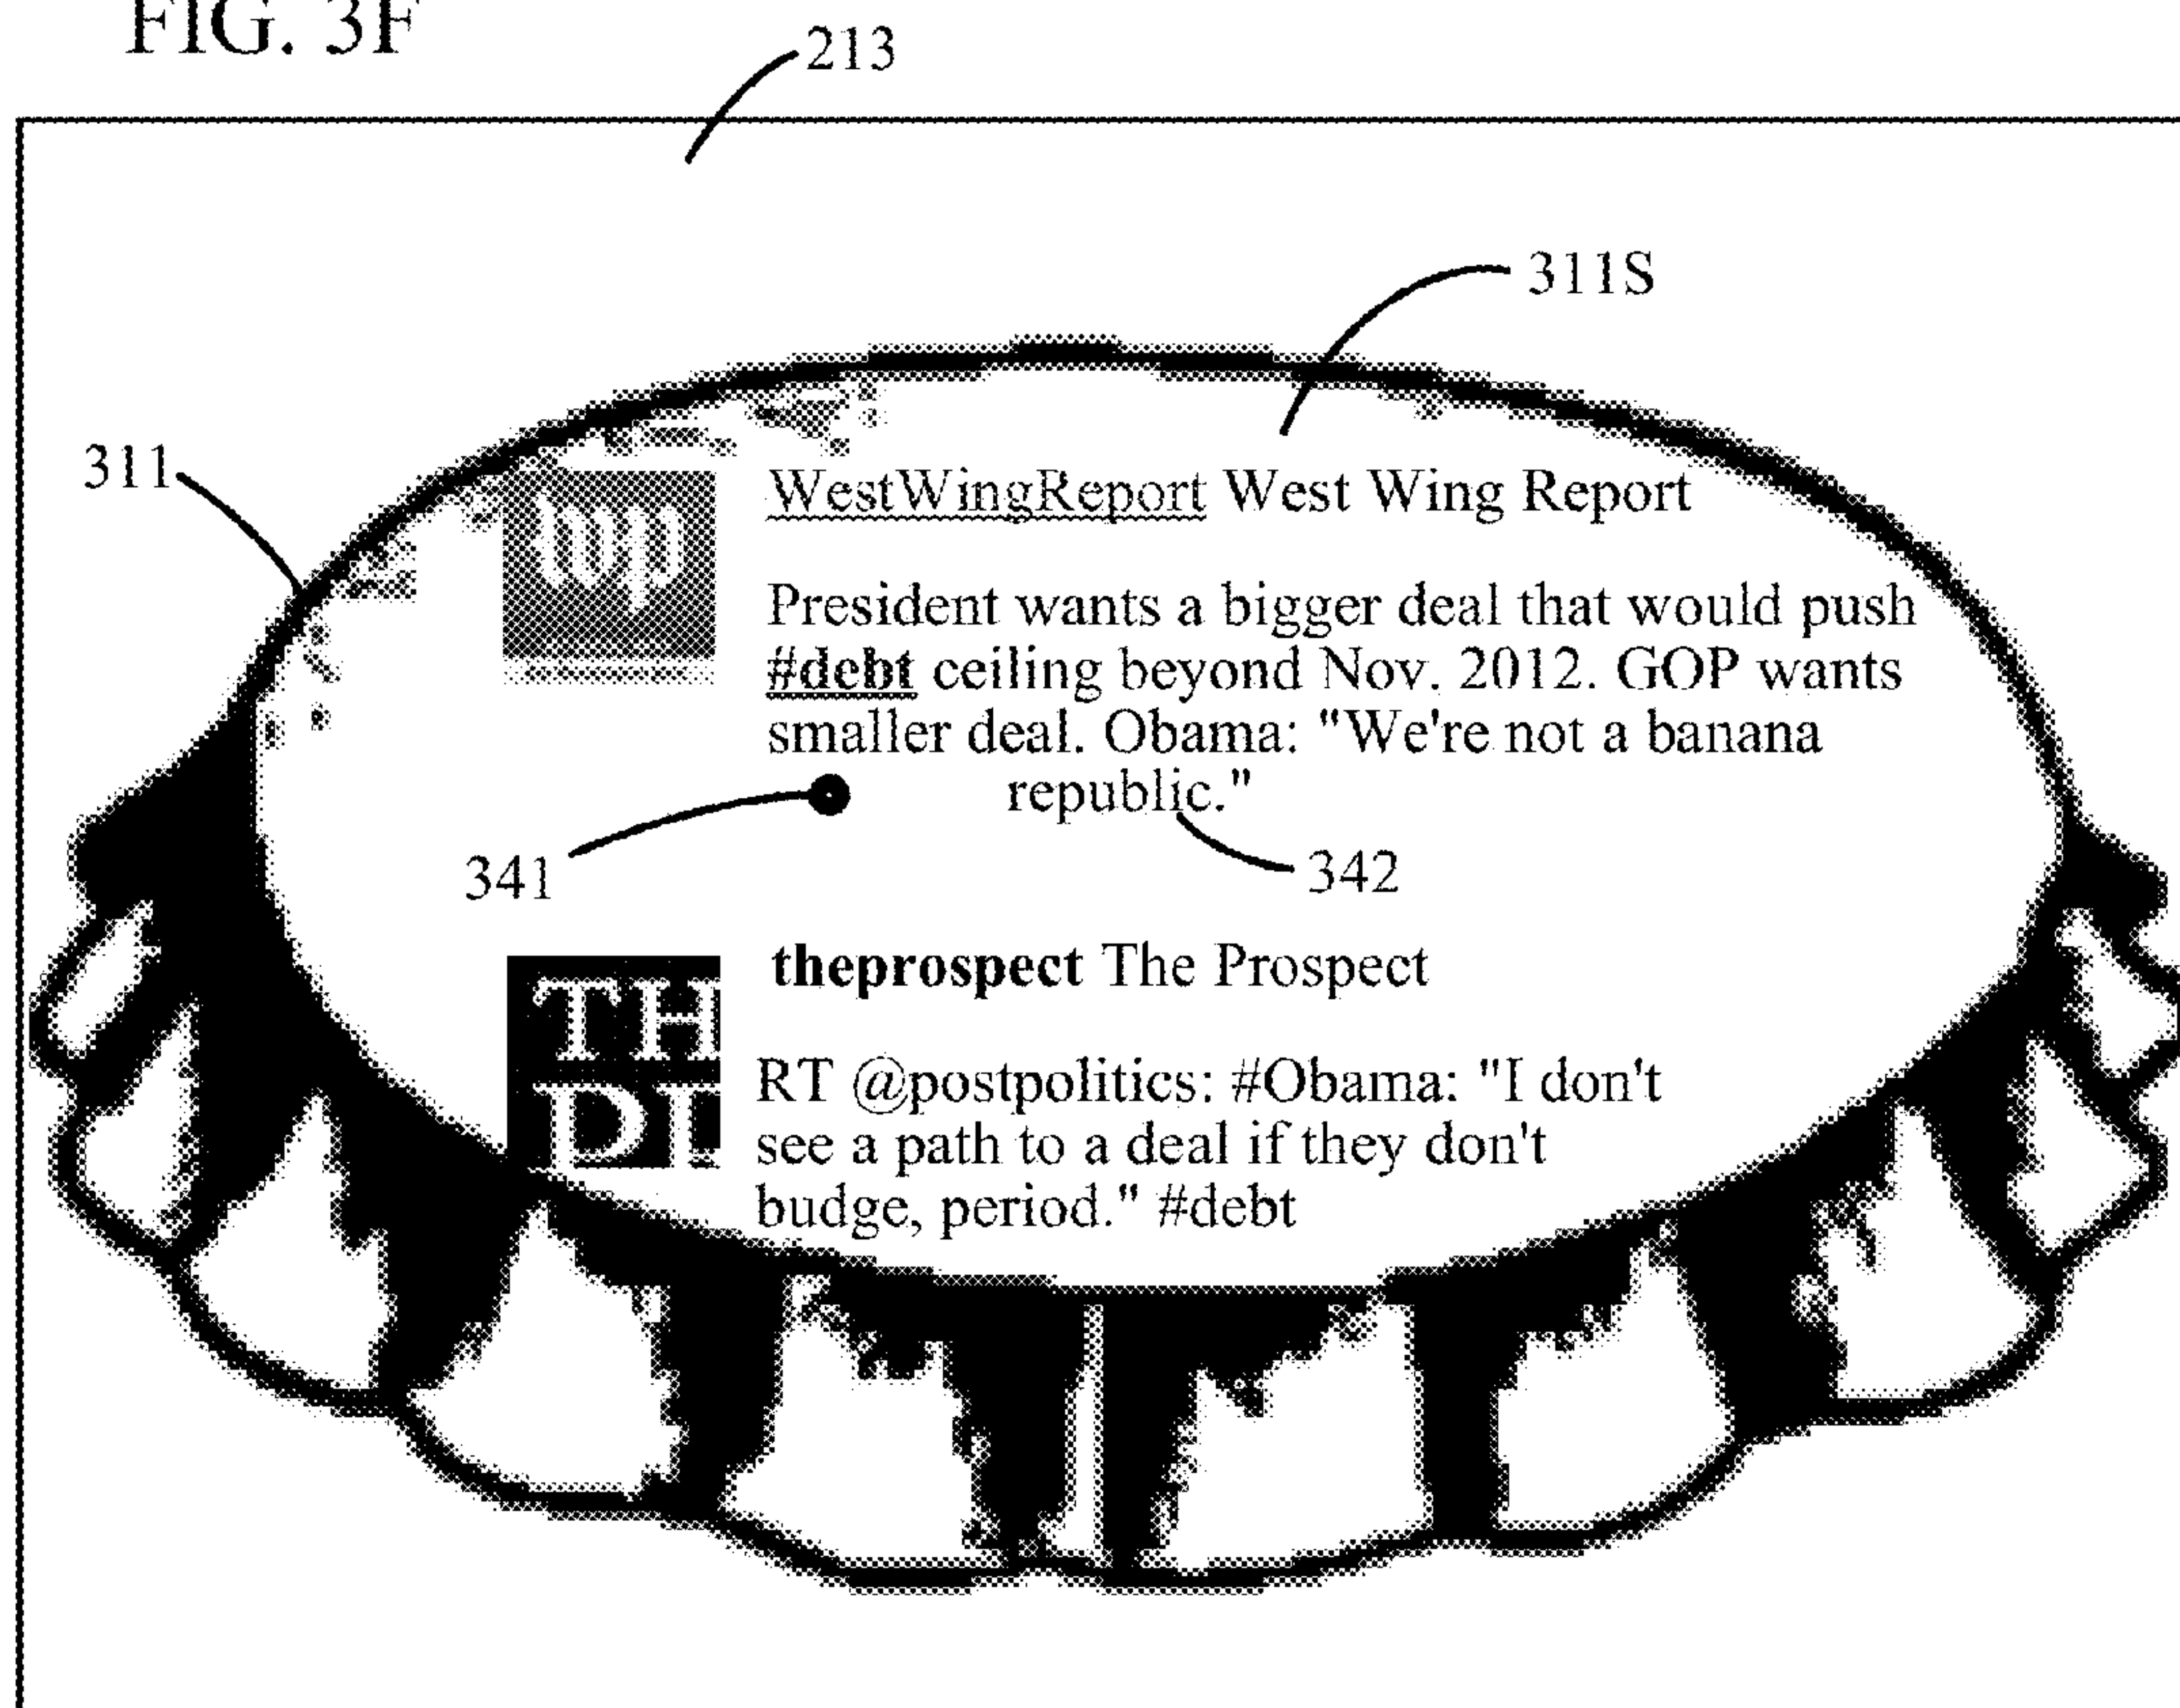 FIG. 3F
213
311S
311
wp
WestWingReport West Wing Report
President wants a bigger deal that would push
#debt ceiling beyond Nov. 2012. GOP wants
smaller deal. Obama: "We're not a banana
republic."
341
342
theprospect The Prospect
TH
RT @postpolitics: #Obama: "I don't
see a path to a deal if they don't
budge, period." #debt